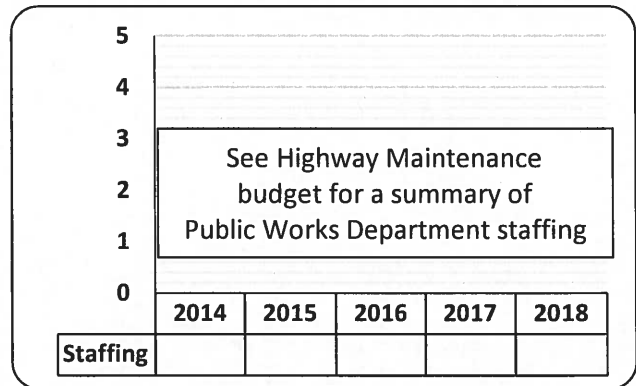 5
4
3
See Highway Maintenance
2
budget for a summary of
Public Works Department staffing
1
0
2014 2015 2016 2017 2018
Staffing